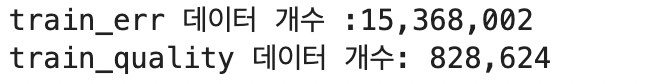 train_err 데이터 개수 :15,368,002
train_quality 데이터 개수: 828,624